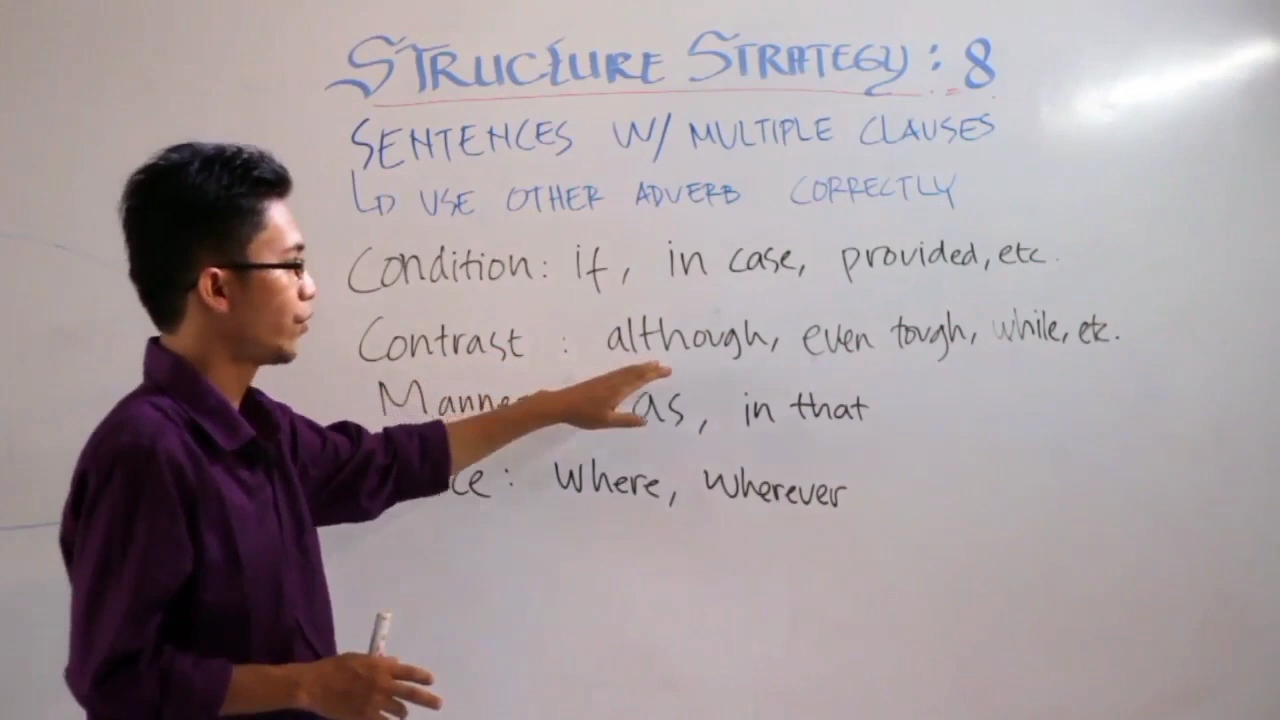 STRUCTURE STRATEGY: 8
SENTENCES W/ MULTIPLE CLAUSES
USE OTHER ADVERB CORRECTLY
Condition: if, in case, provided, etc.
Contrast : although, even tough, while, etc.
as, in that
: Where, Wherever